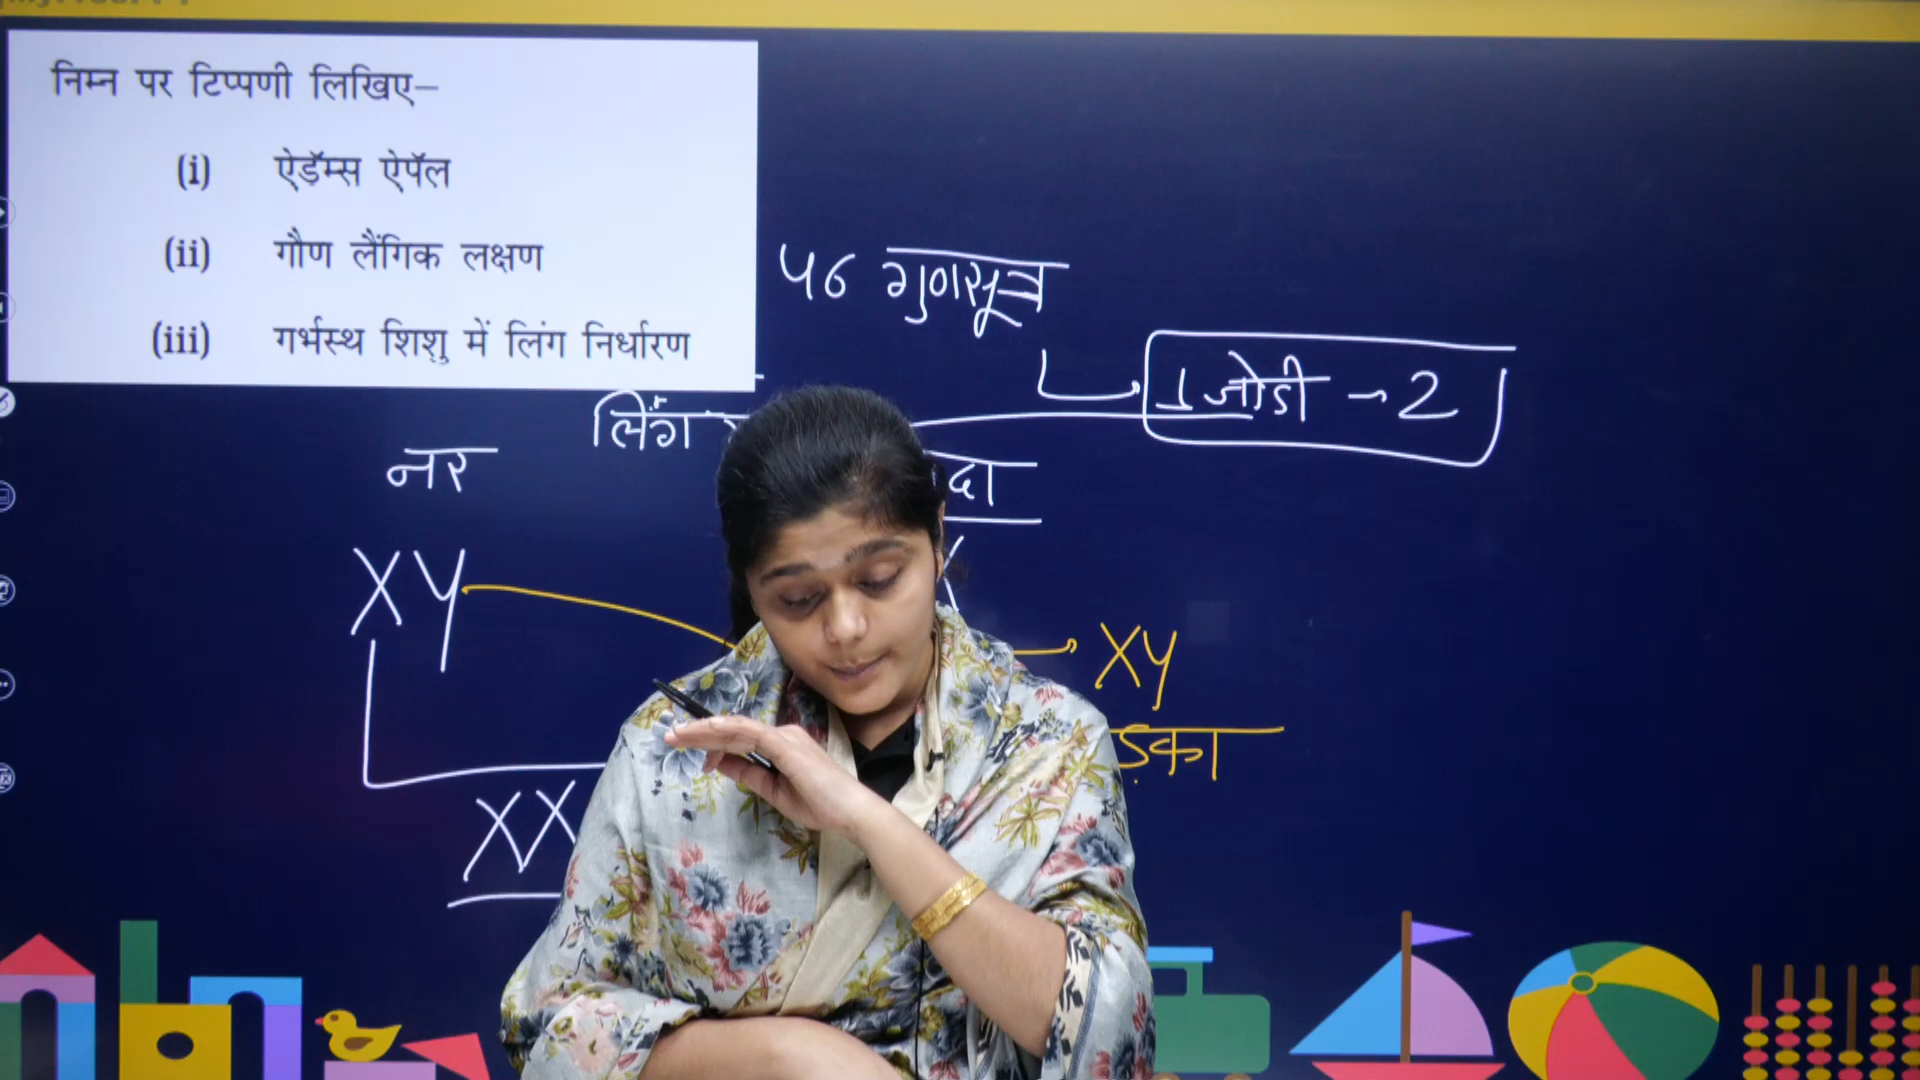 निम्न पर टिप्पणी लिखिए–
(i) ऐडॅम्स ऐपॅल
(ii) गौण लैंगिक लक्षण
(iii) गर्भस्थ शिशु में लिंग निर्धारण
46 गुणसूत्र
1 जोडी → 2
लिंग
नर
दा
XY
XY
ड़का
XX